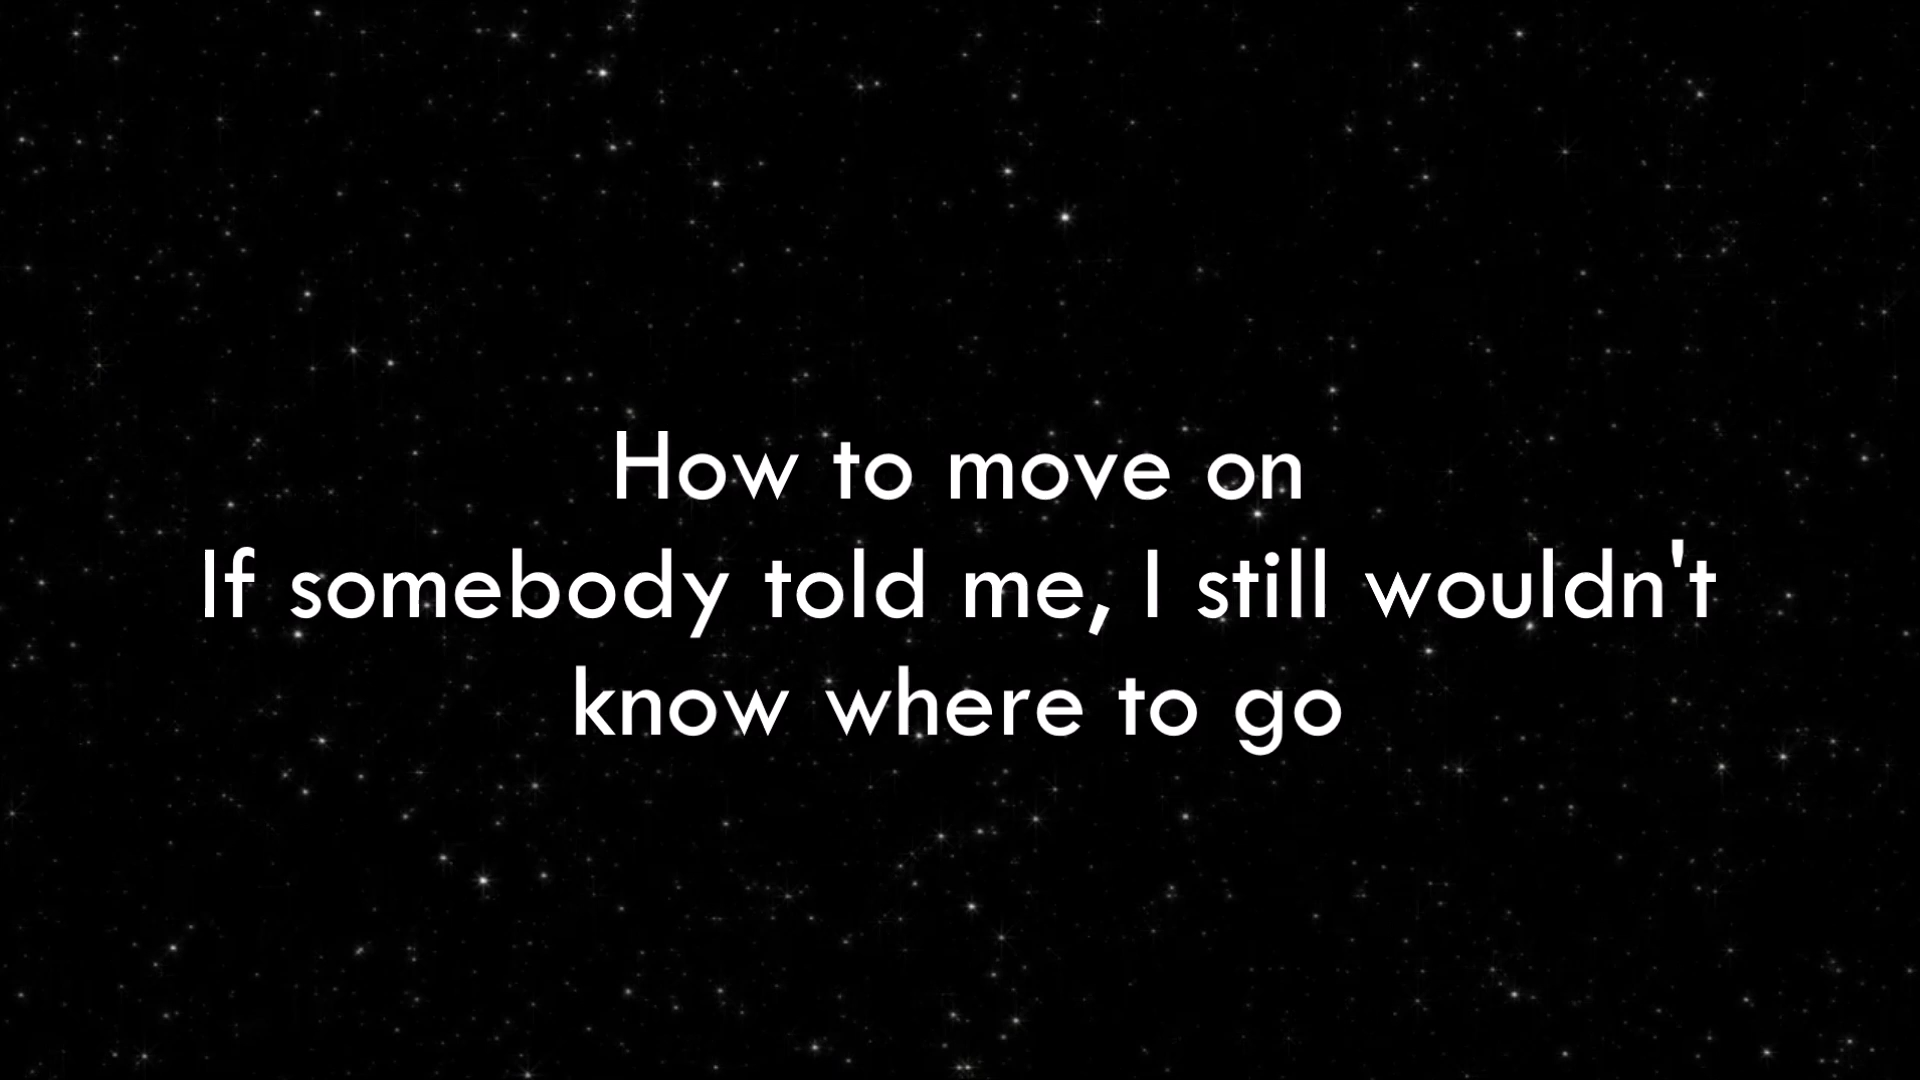 How to move on
If somebody told me, I still wouldn't
know where to go